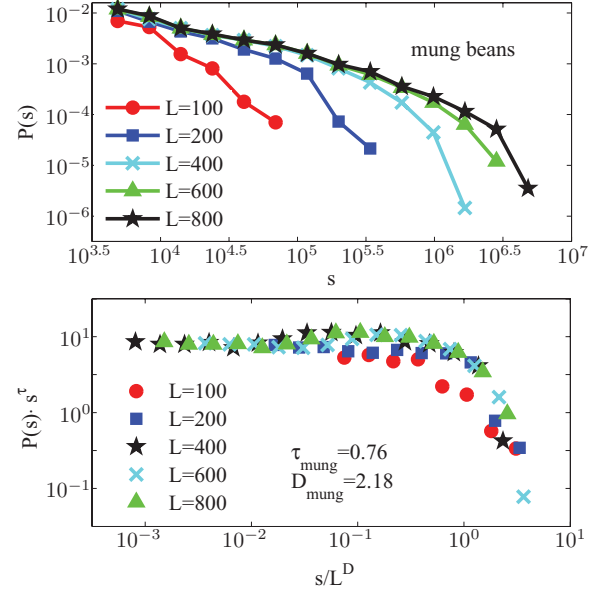 10^-2
10^-3
10^-4
10^-5
10^-6
P(s)
mung beans
L=100
L=200
L=400
L=600
L=800
10^3.5 10^4 10^4.5 10^5 10^5.5 10^6 10^6.5 10^7
s
10^1
10^0
10^-1
P(s)· s^τ
L=100
L=200
L=400
L=600
L=800
τ_mung=0.76
D_mung=2.18
10^-3 10^-2 10^-1 10^0 10^1
s/L^D